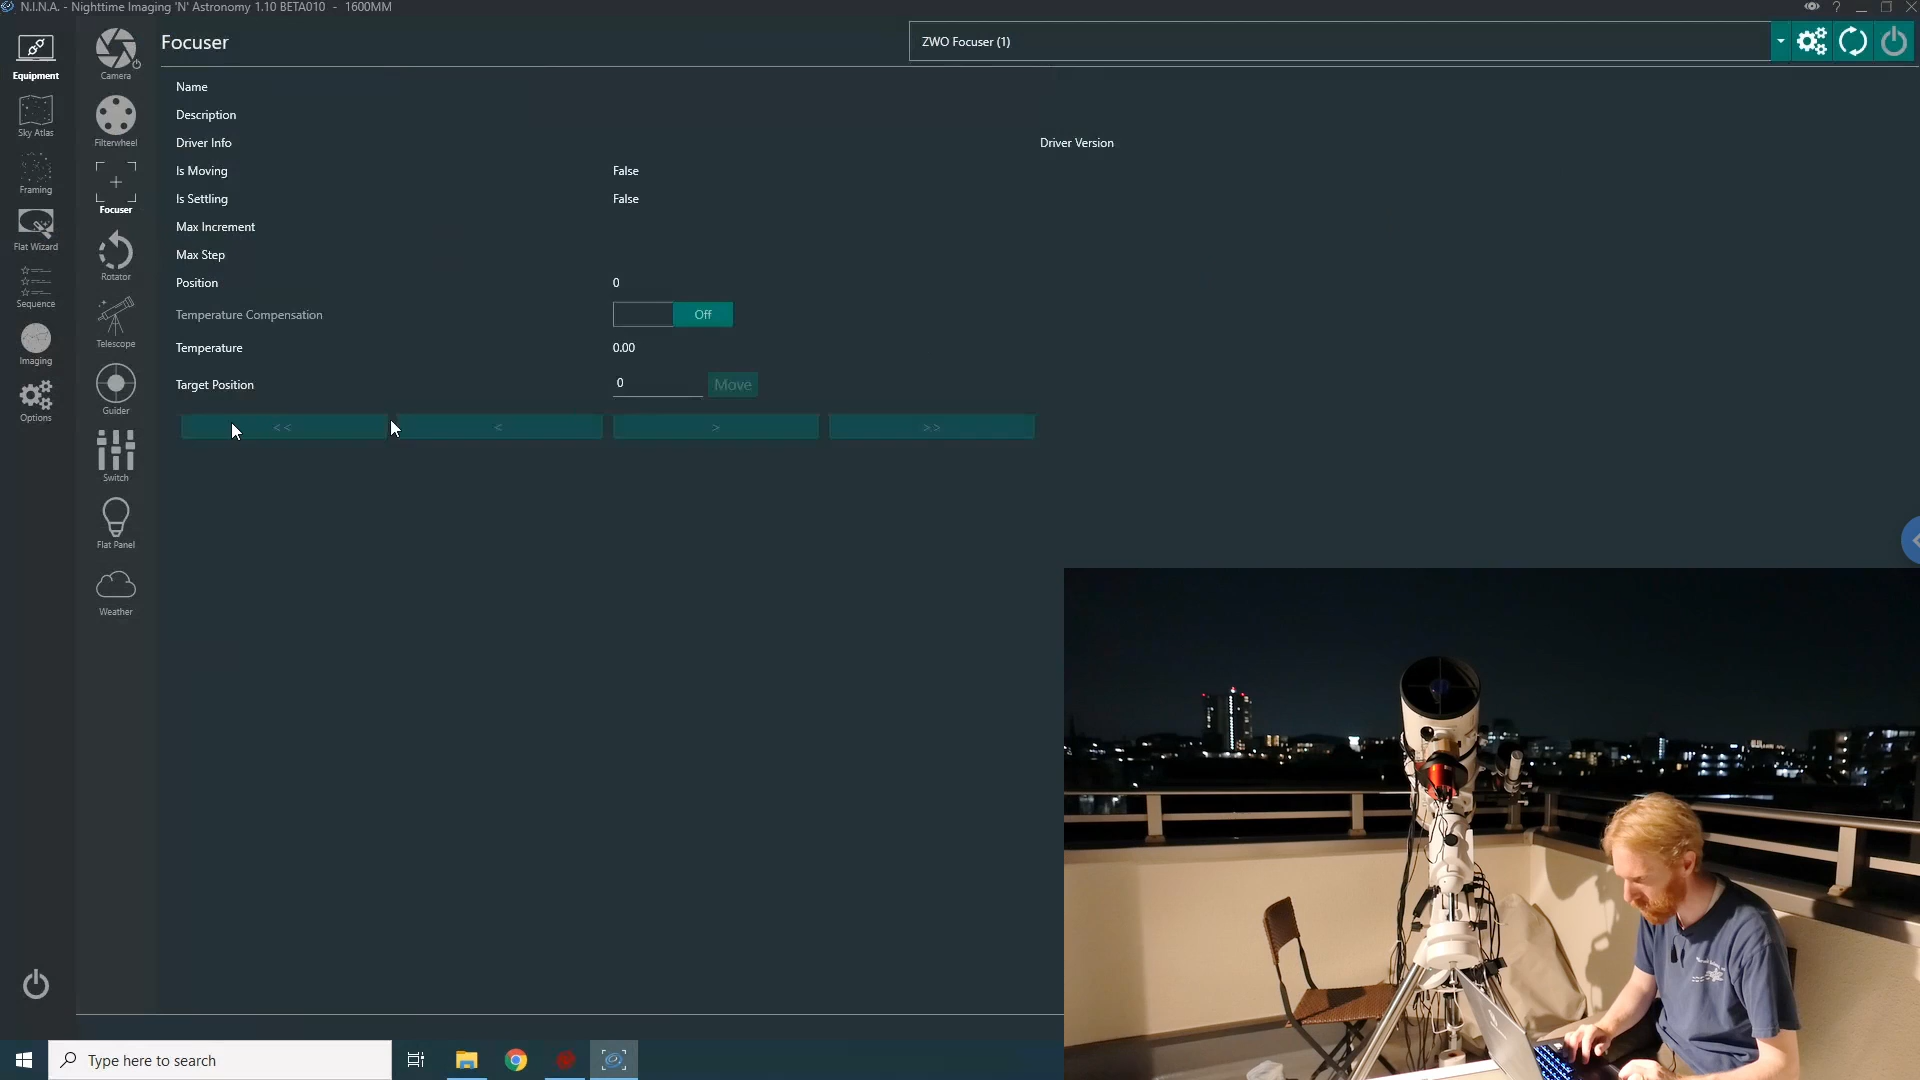 N.I.N.A. - Nighttime Imaging 'N' Astronomy 1.10 BETA010 - 1600MM
?
Equipment
Sky Atlas
Framing
Flat Wizard
Sequence
Imaging
Options
Camera
Filterwheel
Focuser
Rotator
Telescope
Guider
Switch
Flat Panel
Weather
Focuser
ZWO Focuser (1)
Name
Description
Driver Info
Driver Version
Is Moving
False
Is Settling
False
Max Increment
Max Step
Position
0
Temperature Compensation
Off
Temperature
0.00
Target Position
0
Move
<<
<
>
>>
Type here to search